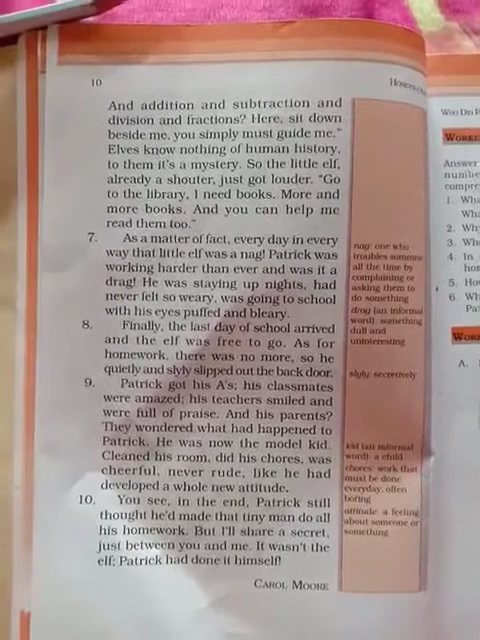 10
And addition and subtraction and
division and fractions? Here, sit down
beside me, you simply must guide me."
Elves know nothing of human history,
to them it's a mystery. So the little elf,
already a shouter, just got louder. "Go
to the library, I need books. More and
more books. And you can help me
read them too."
7. As a matter of fact, every day in every
way that little elf was a nag! Patrick was
working harder than ever and was it a
drag! He was staying up nights, had
never felt so weary, was going to school
with his eyes puffed and bleary.
8. Finally, the last day of school arrived
and the elf was free to go. As for
homework, there was no more, so he
quietly and slyly slipped out the back door.
9. Patrick got his A's; his classmates
were amazed; his teachers smiled and
were full of praise. And his parents?
They wondered what had happened to
Patrick. He was now the model kid.
Cleaned his room, did his chores, was
cheerful, never rude, like he had
developed a whole new attitude.
10. You see, in the end, Patrick still
thought he'd made that tiny man do all
his homework. But I'll share a secret,
just between you and me. It wasn't the
elf; Patrick had done it himself!
CAROL MOORE
nag: one who
troubles someone
all the time by
complaining or
asking them to
do something
drag (an informal
word): something
dull and
uninteresting
slyly: secretively
kid (an informal
word): a child
chores: work that
must be done
everyday, often
boring
attitude: a feeling
about someone or
something
WHO DID
Answer
1.
2.
3.
4. In
5.
6.
A.